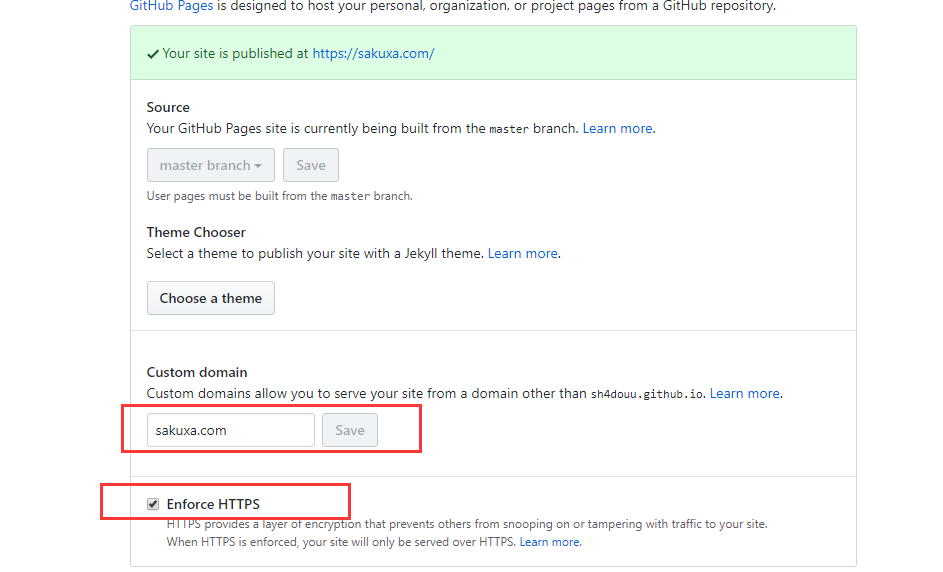 GitHub Pages is designed to host your personal, organization, or project pages from a GitHub repository.
Your site is published at https://sakuxa.com/
Source
Your GitHub Pages site is currently being built from the master branch. Learn more.
master branch
Save
User pages must be built from the master branch.
Theme Chooser
Select a theme to publish your site with a Jekyll theme. Learn more.
Choose a theme
Custom domain
Custom domains allow you to serve your site from a domain other than sh4douu.github.io. Learn more.
sakuxa.com
Save
Enforce HTTPS
HTTPS provides a layer of encryption that prevents others from snooping on or tampering with traffic to your site.
When HTTPS is enforced, your site will only be served over HTTPS. Learn more.